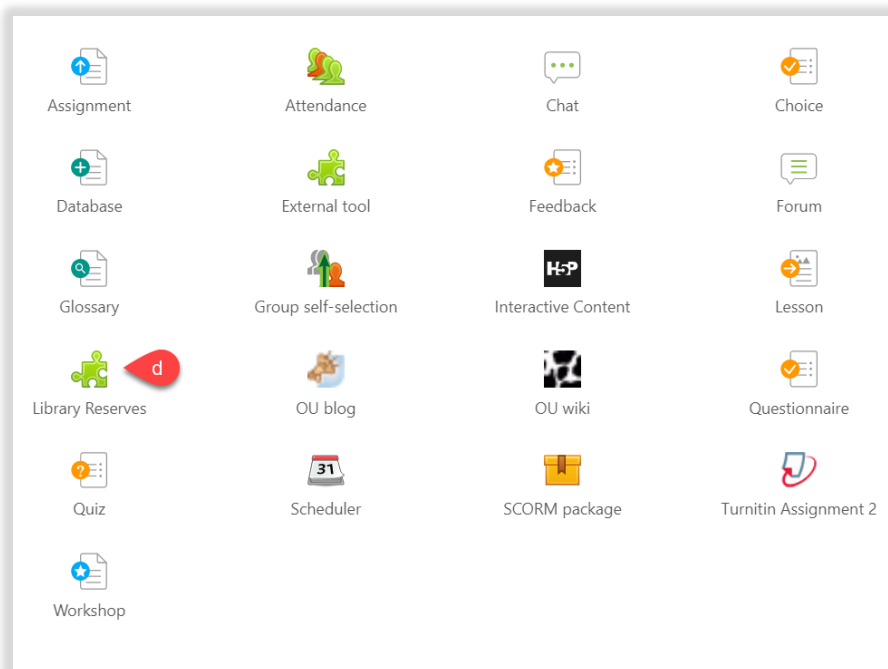 Assignment
Attendance
Chat
Choice
Database
External tool
Feedback
Forum
Glossary
Group self-selection
H5P
Interactive Content
Lesson
d
Library Reserves
OU blog
OU wiki
Questionnaire
Quiz
31
Scheduler
SCORM package
Turnitin Assignment 2
Workshop